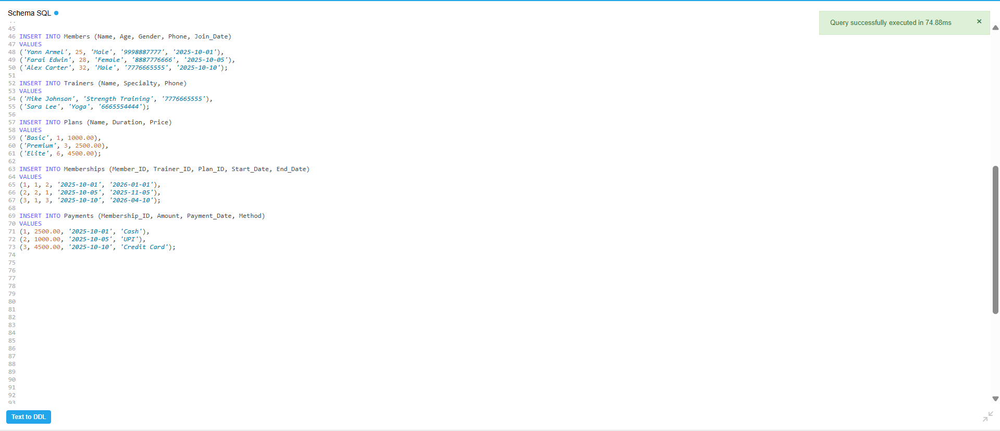 Schema SQL
Query successfully executed in 74.88ms ×
45
46 INSERT INTO Members (Name, Age, Gender, Phone, Join_Date)
47 VALUES
48 ('Yann Armel', 25, 'Male', '9998887777', '2025-10-01'),
49 ('Farai Edwin', 28, 'Female', '8887776666', '2025-10-05'),
50 ('Alex Carter', 32, 'Male', '7776665555', '2025-10-10');
51
52 INSERT INTO Trainers (Name, Specialty, Phone)
53 VALUES
54 ('Mike Johnson', 'Strength Training', '7776665555'),
55 ('Sara Lee', 'Yoga', '6665554444');
56
57 INSERT INTO Plans (Name, Duration, Price)
58 VALUES
59 ('Basic', 1, 1000.00),
60 ('Premium', 3, 2500.00),
61 ('Elite', 6, 4500.00);
62
63 INSERT INTO Memberships (Member_ID, Trainer_ID, Plan_ID, Start_Date, End_Date)
64 VALUES
65 (1, 1, 2, '2025-10-01', '2026-01-01'),
66 (2, 2, 1, '2025-10-05', '2025-11-05'),
67 (3, 1, 3, '2025-10-10', '2026-04-10');
68
69 INSERT INTO Payments (Membership_ID, Amount, Payment_Date, Method)
70 VALUES
71 (1, 2500.00, '2025-10-01', 'Cash'),
72 (2, 1000.00, '2025-10-05', 'UPI'),
73 (3, 4500.00, '2025-10-10', 'Credit Card');
74
75
76
77
78
79
80
81
82
83
84
85
86
87
88
89
90
91
92
93
Text to DDL